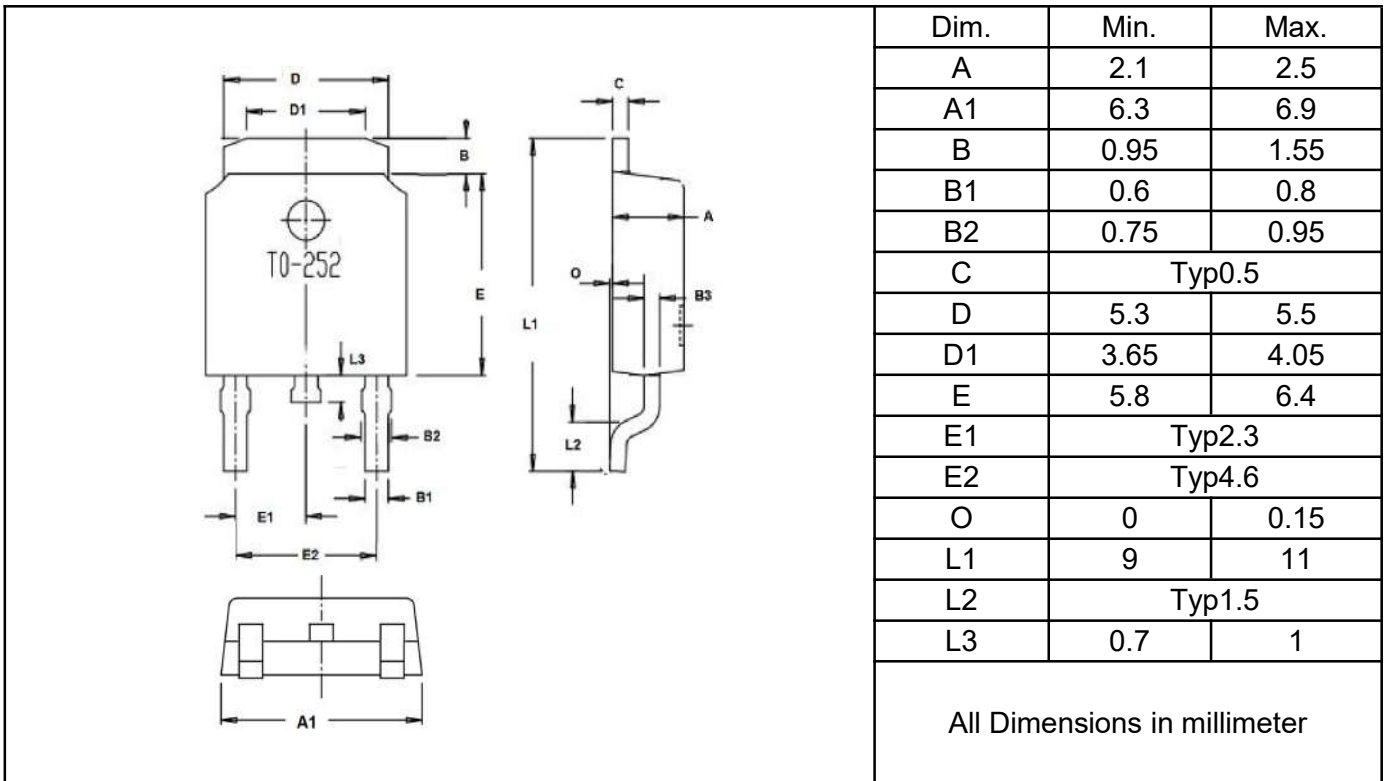 D
D1
B
TO-252
E
L3
B2
B1
E1
E2
A1
C
A
O
B3
L1
L2
Dim. Min. Max.
A 2.1 2.5
A1 6.3 6.9
B 0.95 1.55
B1 0.6 0.8
B2 0.75 0.95
C Typ0.5
D 5.3 5.5
D1 3.65 4.05
E 5.8 6.4
E1 Typ2.3
E2 Typ4.6
O 0 0.15
L1 9 11
L2 Typ1.5
L3 0.7 1
All Dimensions in millimeter